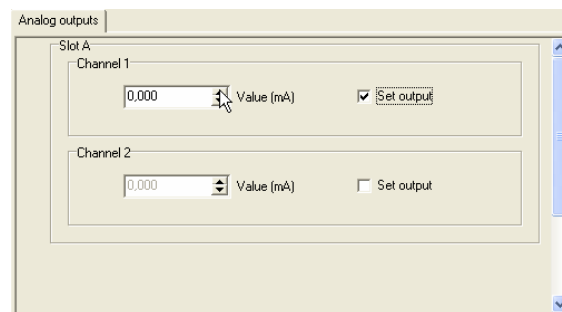 Analog outputs
Slot A
Channel 1
0,000 Value (mA) Set output
Channel 2
0,000 Value (mA) Set output